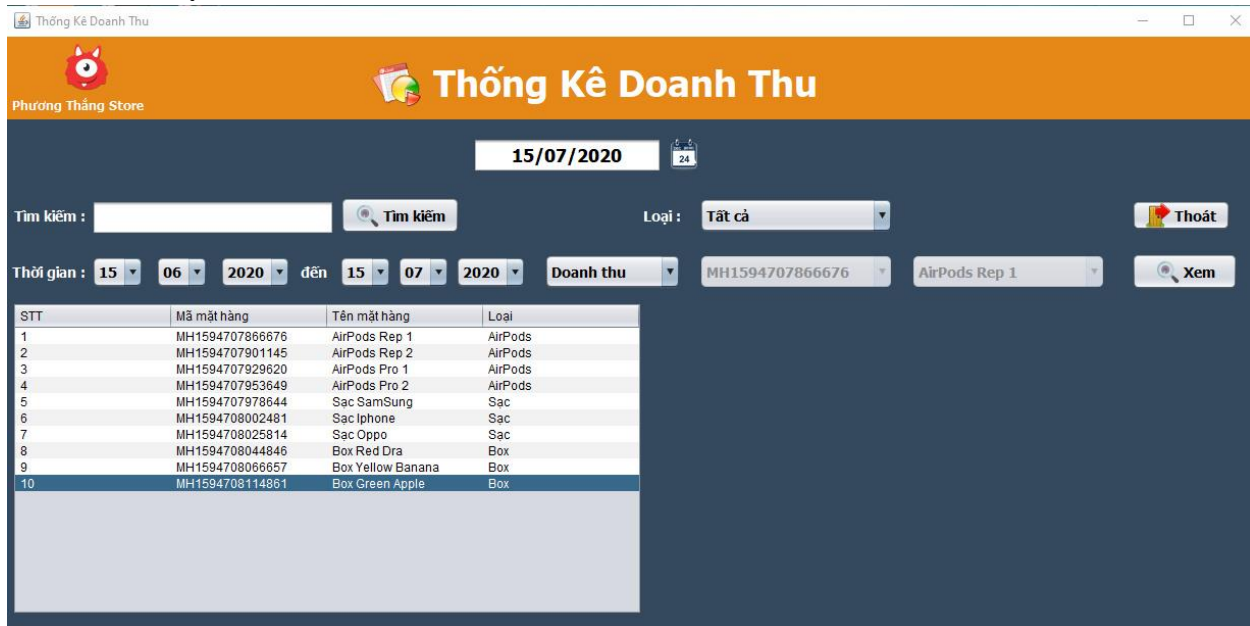 Thống Kê Doanh Thu
Thống Kê Doanh Thu
Phương Thắng Store
15/07/2020
24
Tìm kiếm : Tìm kiếm Loại : Tất cả Thoát
Thời gian : 15 06 2020 đến 15 07 2020 Doanh thu MH1594707866676 AirPods Rep 1 Xem
STT Mã mặt hàng Tên mặt hàng Loại
1 MH1594707866676 AirPods Rep 1 AirPods
2 MH1594707901145 AirPods Rep 2 AirPods
3 MH1594707929620 AirPods Pro 1 AirPods
4 MH1594707953649 AirPods Pro 2 AirPods
5 MH1594707978644 Sạc SamSung Sạc
6 MH1594708002481 Sạc Iphone Sạc
7 MH1594708025814 Sạc Oppo Sạc
8 MH1594708044846 Box Red Dra Box
9 MH1594708066657 Box Yellow Banana Box
10 MH1594708114861 Box Green Apple Box